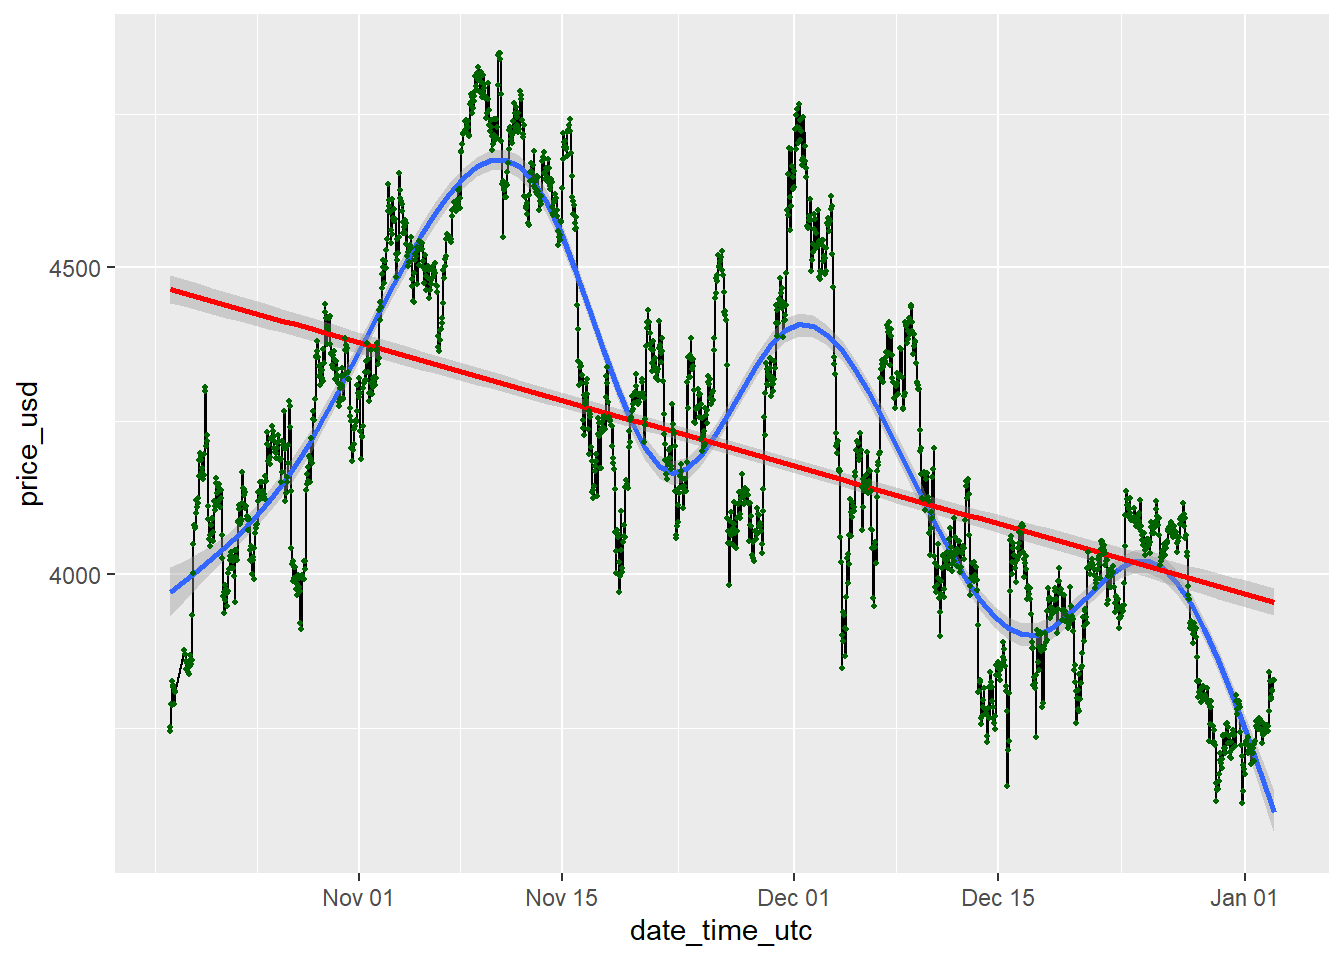 price_usd
4500
4000
Nov 01
Nov 15
Dec 01
Dec 15
Jan 01
date_time_utc